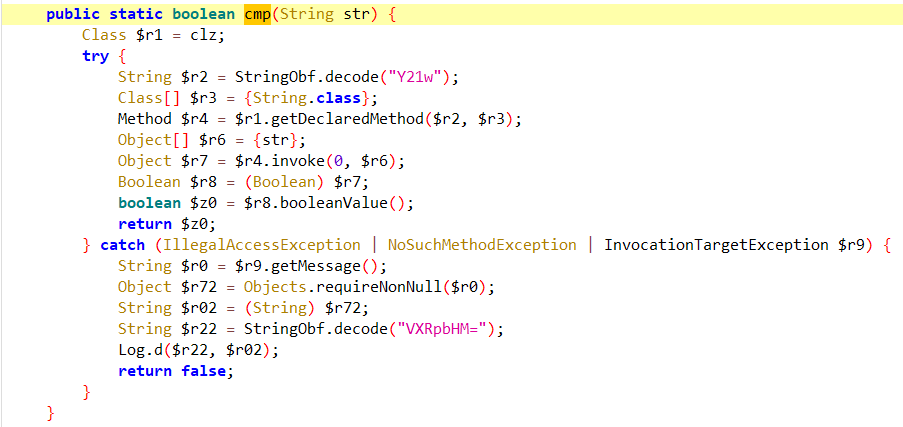 public static boolean cmp(String str) {
Class $r1 = clz;
try {
String $r2 = StringObf.decode("Y21w");
Class[] $r3 = {String.class};
Method $r4 = $r1.getDeclaredMethod($r2, $r3);
Object[] $r6 = {str};
Object $r7 = $r4.invoke(0, $r6);
Boolean $r8 = (Boolean) $r7;
boolean $z0 = $r8.booleanValue();
return $z0;
} catch (IllegalAccessException | NoSuchMethodException | InvocationTargetException $r9) {
String $r0 = $r9.getMessage();
Object $r72 = Objects.requireNonNull($r0);
String $r02 = (String) $r72;
String $r22 = StringObf.decode("VXRpbHM=");
Log.d($r22, $r02);
return false;
}
}